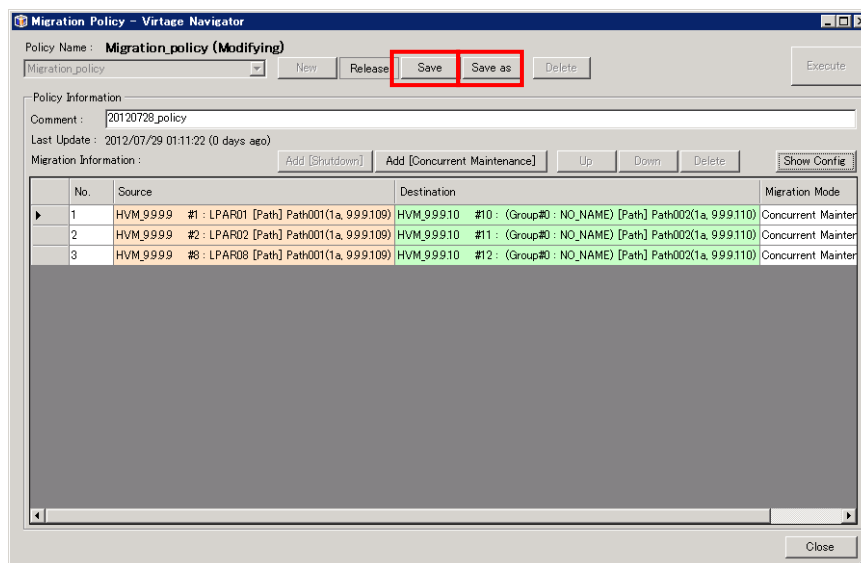 Migration Policy - Virtage Navigator
Policy Name : Migration_policy (Modifying)
Migration_policy New Release Save Save as Delete Execute
Policy Information
Comment : 20120728_policy
Last Update : 2012/07/29 01:11:22 (0 days ago)
Migration Information : Add [Shutdown] Add [Concurrent Maintenance] Up Down Delete Show Config
No. Source Destination Migration Mode
1 HVM_9.9.9.9 #1 : LPAR01 [Path] Path001(1a, 9.9.9.109) HVM_9.9.9.10 #10 : (Group#0 : NO_NAME) [Path] Path002(1a, 9.9.9.110) Concurrent Mainter
2 HVM_9.9.9.9 #2 : LPAR02 [Path] Path001(1a, 9.9.9.109) HVM_9.9.9.10 #11 : (Group#0 : NO_NAME) [Path] Path002(1a, 9.9.9.110) Concurrent Mainter
3 HVM_9.9.9.9 #8 : LPAR08 [Path] Path001(1a, 9.9.9.109) HVM_9.9.9.10 #12 : (Group#0 : NO_NAME) [Path] Path002(1a, 9.9.9.110) Concurrent Mainter
Close